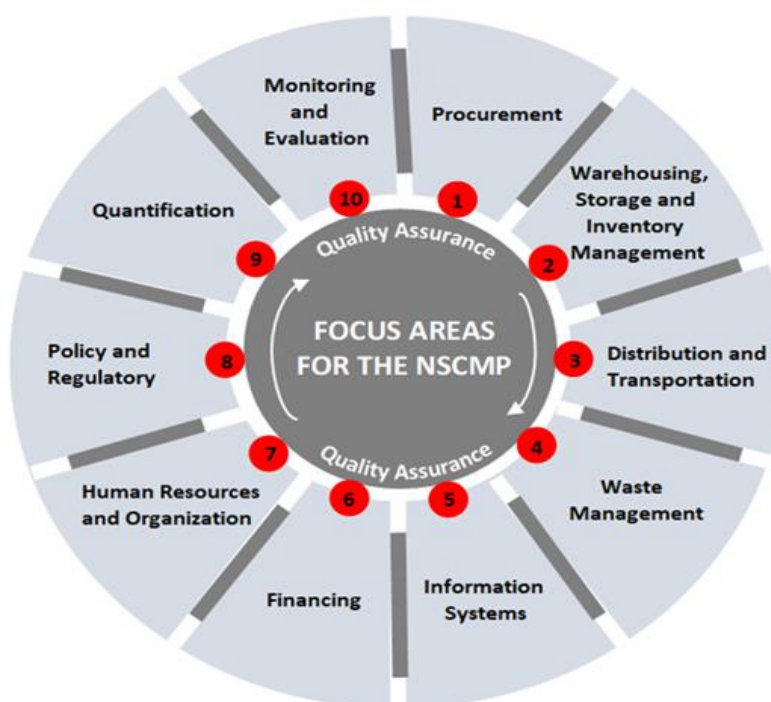 Monitoring
and
Evaluation
Procurement
Warehousing,
Storage and
Inventory
Management
Quantification
10
1
9
2
Quality Assurance
FOCUS AREAS
FOR THE NSCMP
Policy and
Regulatory
8
3
Distribution and
Transportation
Quality Assurance
7
4
6
5
Human Resources
and Organization
Waste
Management
Financing
Information
Systems